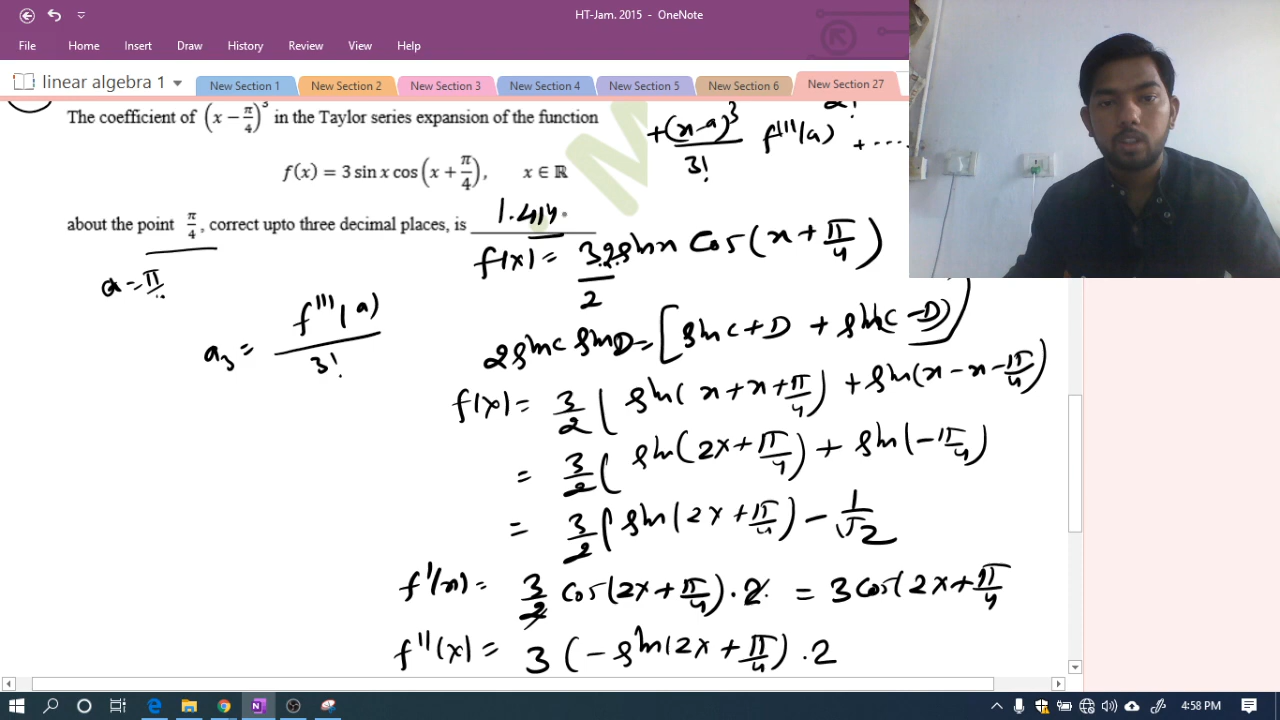 HT-Jam. 2015 - OneNote
File Home Insert Draw History Review View Help
linear algebra 1 New Section 1 New Section 2 New Section 3 New Section 4 New Section 5 New Section 6 New Section 27
The coefficient of (x − π/4)³ in the Taylor series expansion of the function
f(x) = 3 sin x cos(x + π/4), x ∈ ℝ
about the point π/4, correct upto three decimal places, is 1.414
2!
+(x-a)³/3! f'''(a) + ....
a = π/4
a₃ = f'''(a)/3!
f(x) = 3.2 sin x/2 cos(x + π/4)
2 sin C sin D = [sin C + D + sin(C - D)]
f(x) = 3/2 ( sin( x + x + π/4) + sin(x - x - π/4)
= 3/2 ( sin(2x + π/4) + sin(-π/4)
= 3/2 ( sin(2x + π/4) - 1/√2
f'(x) = 3/2 cos(2x + π/4) . 2 = 3 cos(2x + π/4
f''(x) = 3 (- sin(2x + π/4) . 2
4:58 PM